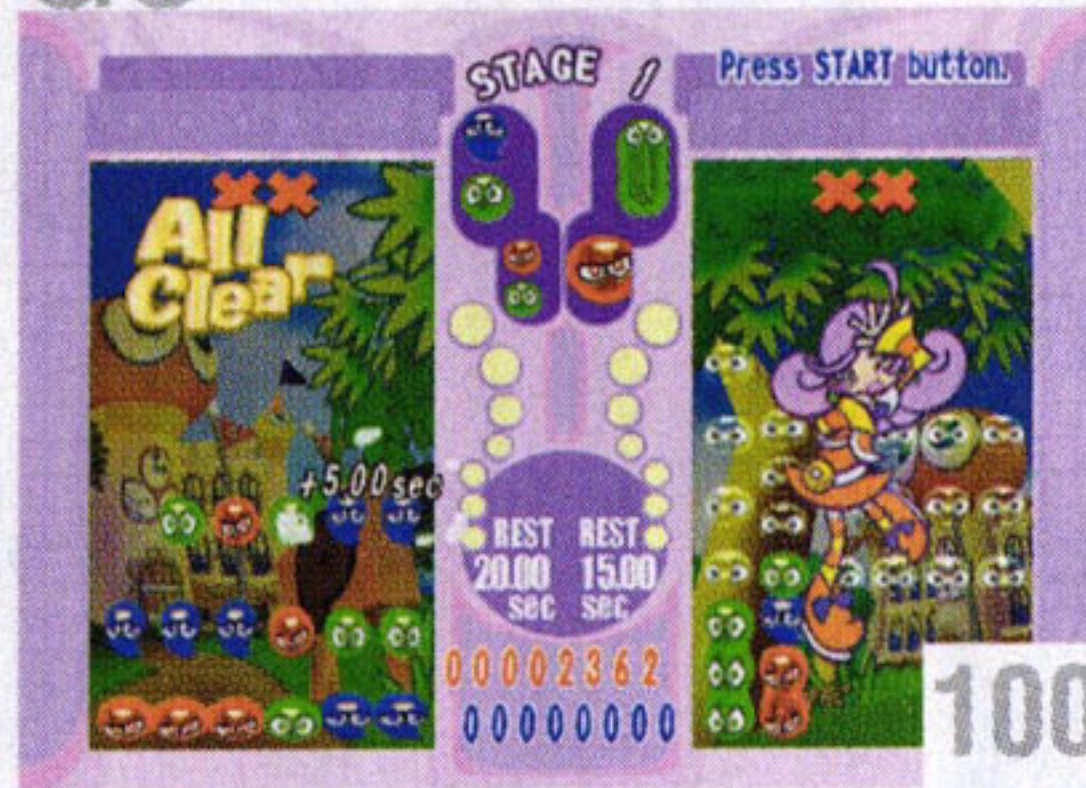 STAGE 1
Press START button.
All
Clear
+5.00sec
REST REST
20.00 15.00
sec sec
00002362
00000000
100